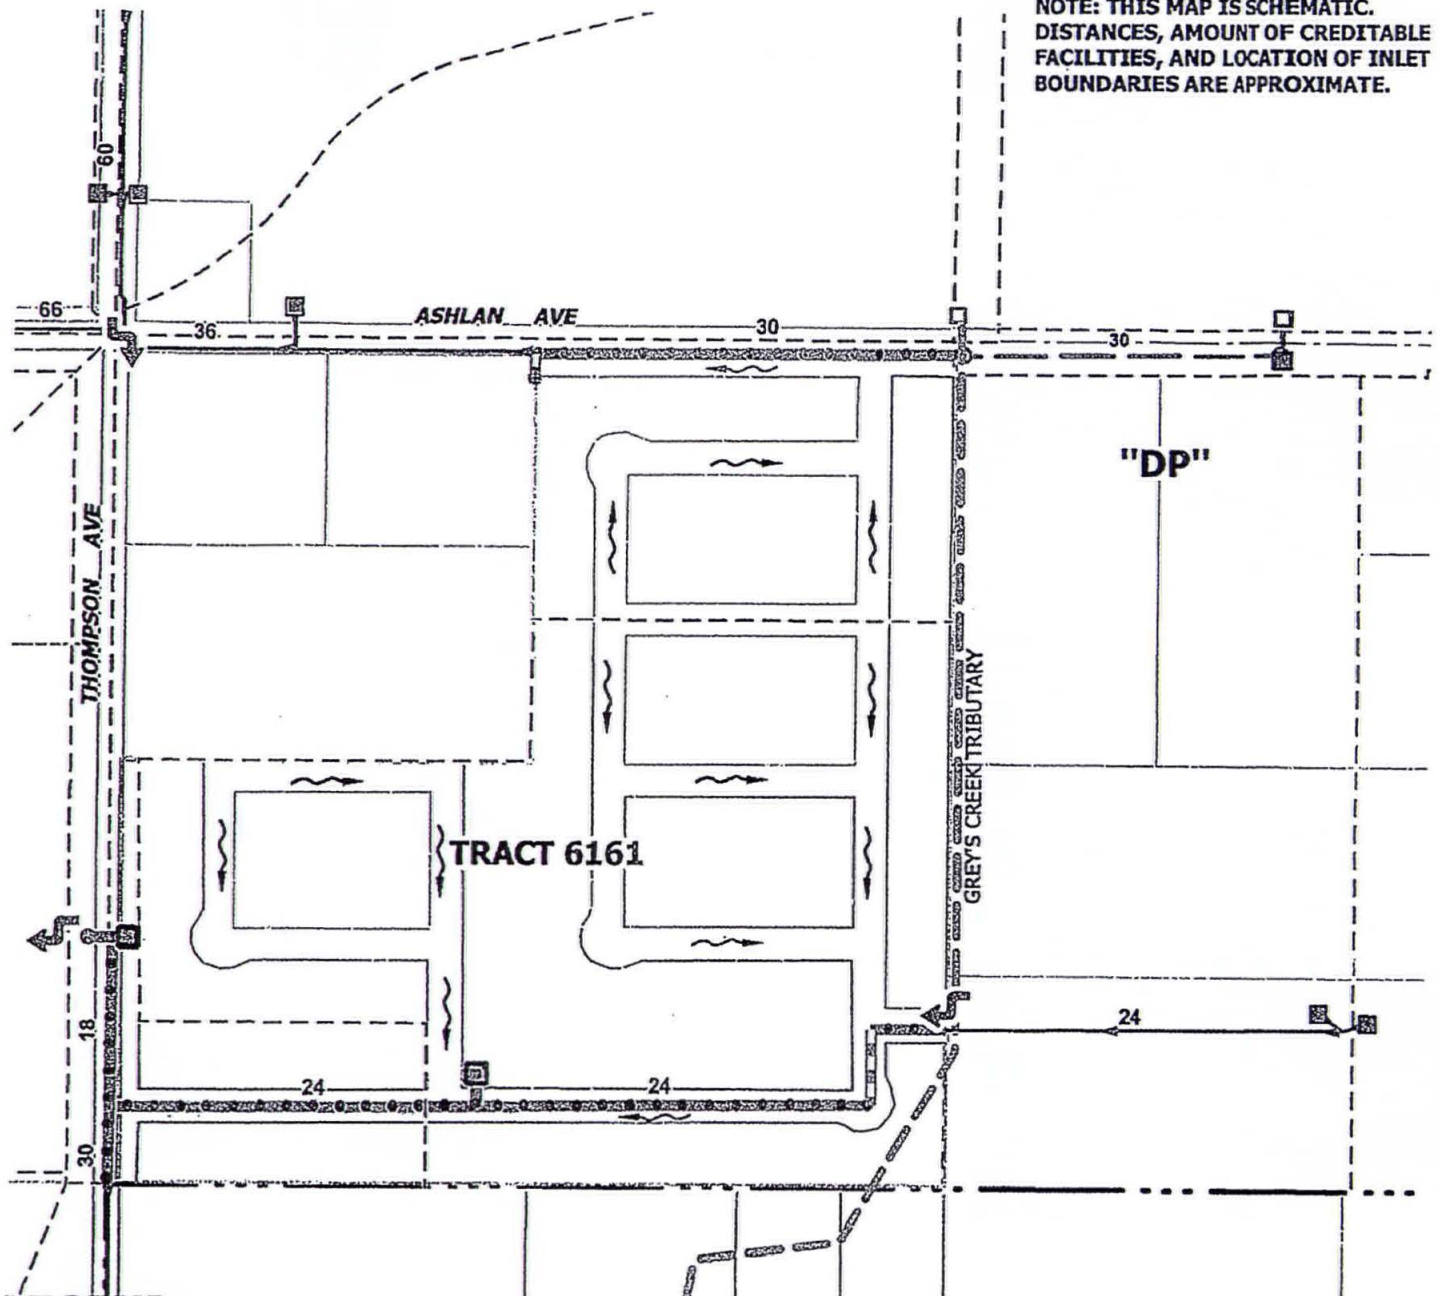 NOTE: THIS MAP IS SCHEMATIC.
DISTANCES, AMOUNT OF CREDITABLE
FACILITIES, AND LOCATION OF INLET
BOUNDARIES ARE APPROXIMATE.
60
66
36
ASHLAN AVE
30
30
"DP"
THOMPSON AVE
GREY'S CREEK TRIBUTARY
TRACT 6161
18
24
24
24
30